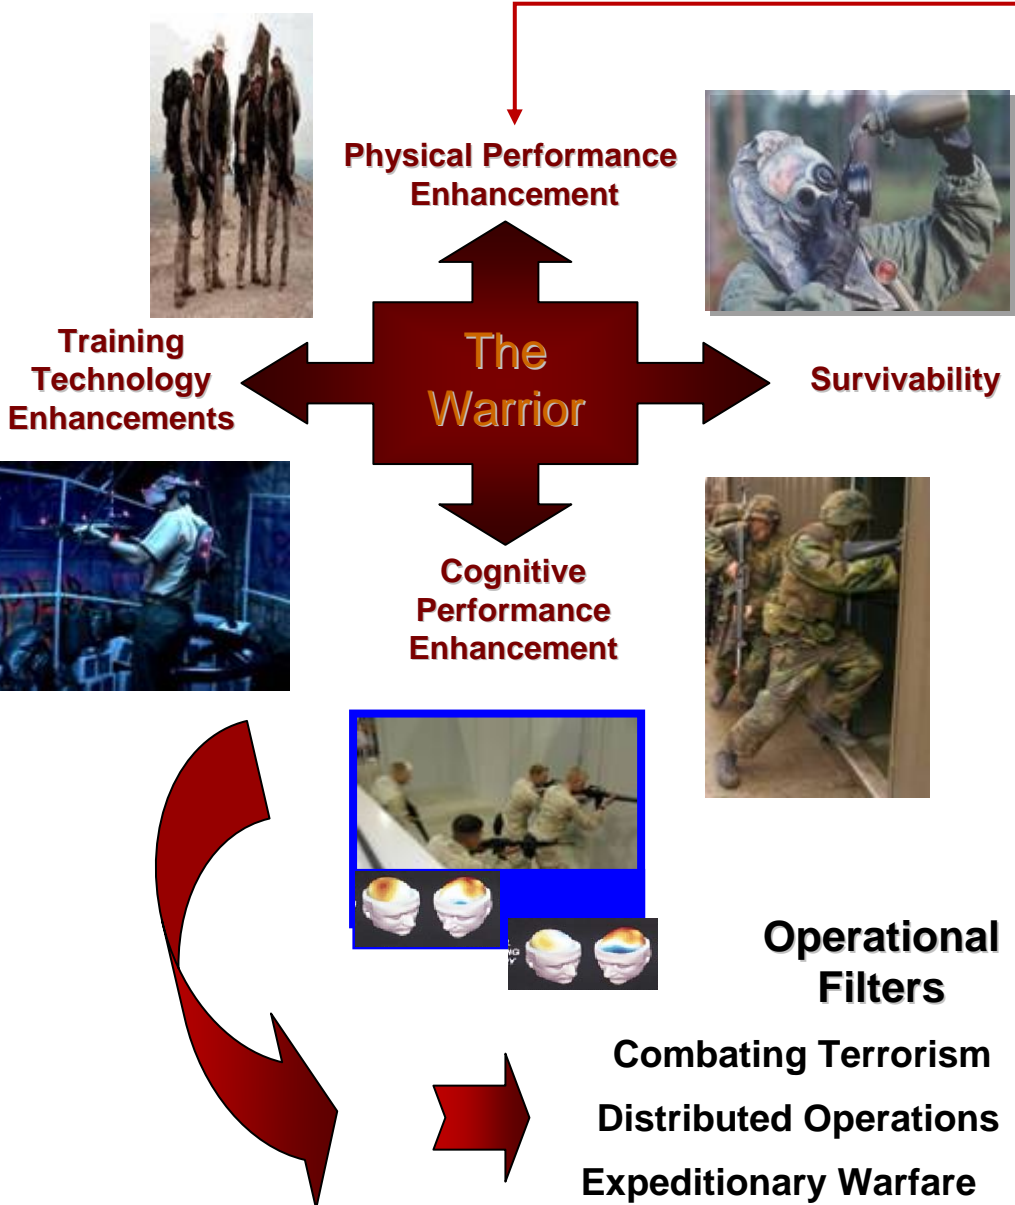 Physical Performance
Enhancement
Training
Technology
Enhancements
The
Warrior
Survivability
Cognitive
Performance
Enhancement
Operational
Filters
Combating Terrorism
Distributed Operations
Expeditionary Warfare